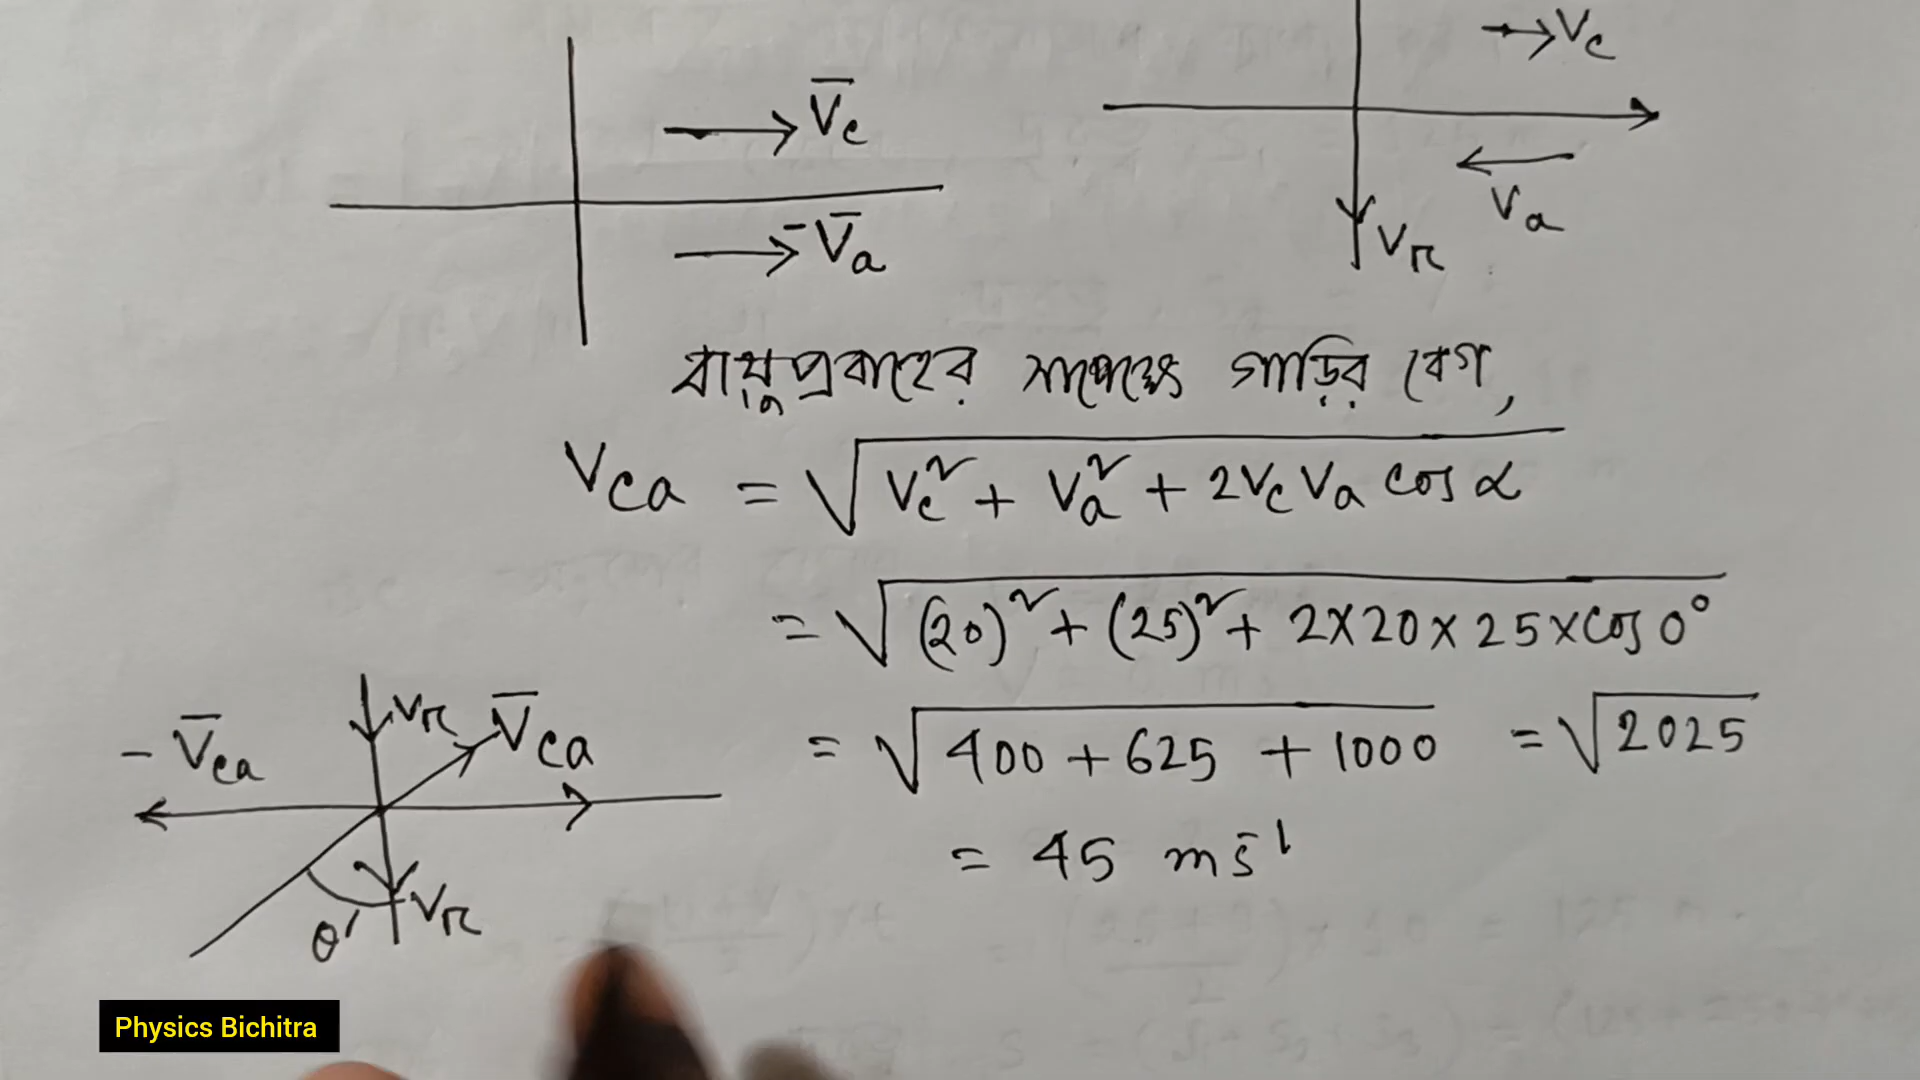 V̅c
-V̅a
Vc
Va
Vr
বায়ুপ্রবাহের সাপেক্ষে গাড়ির বেগ,
Vca = √(Vc² + Va² + 2VcVa cos α)
= √((20)² + (25)² + 2×20×25×cos 0°)
= √(400 + 625 + 1000) = √2025
= 45 ms⁻¹
-V̅ca
Vr
V̅ca
θ'
Vr
Physics Bichitra